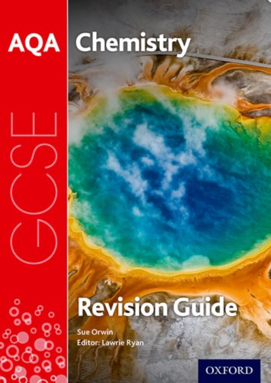 AQA Chemistry
GCSE
Revision Guide
Sue Orwin
Editor: Lawrie Ryan
OXFORD